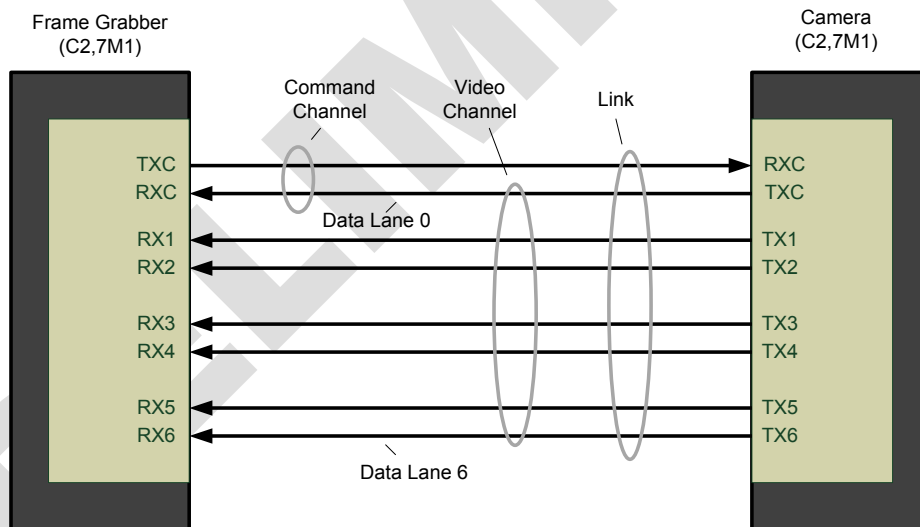 Frame Grabber
(C2,7M1)
Camera
(C2,7M1)
Command
Channel
Video
Channel
Link
TXC
RXC
RXC
Data Lane 0
TXC
RX1
TX1
RX2
TX2
RX3
TX3
RX4
TX4
RX5
TX5
RX6
TX6
Data Lane 6